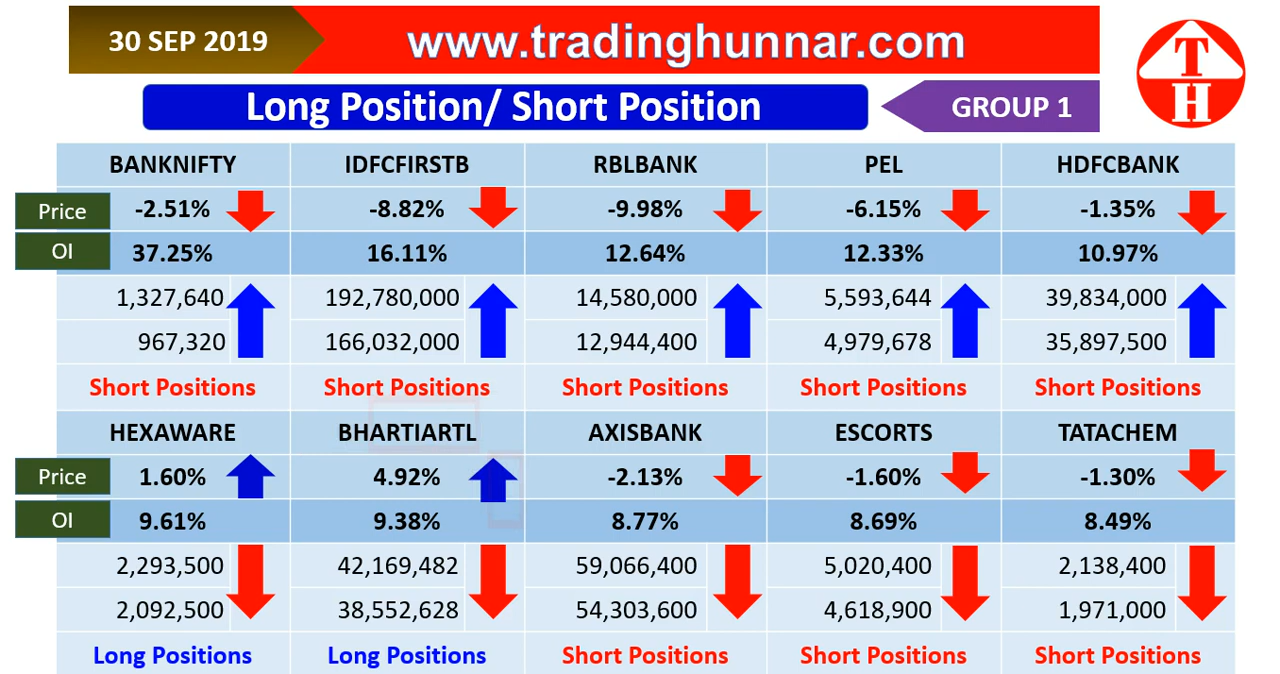 30 SEP 2019
www.tradinghunnar.com
T
H
Long Position/ Short Position
GROUP 1
BANKNIFTY IDFCFIRSTB RBLBANK PEL HDFCBANK
Price -2.51% -8.82% -9.98% -6.15% -1.35%
OI 37.25% 16.11% 12.64% 12.33% 10.97%
1,327,640 192,780,000 14,580,000 5,593,644 39,834,000
967,320 166,032,000 12,944,400 4,979,678 35,897,500
Short Positions Short Positions Short Positions Short Positions Short Positions
HEXAWARE BHARTIARTL AXISBANK ESCORTS TATACHEM
Price 1.60% 4.92% -2.13% -1.60% -1.30%
OI 9.61% 9.38% 8.77% 8.69% 8.49%
2,293,500 42,169,482 59,066,400 5,020,400 2,138,400
2,092,500 38,552,628 54,303,600 4,618,900 1,971,000
Long Positions Long Positions Short Positions Short Positions Short Positions